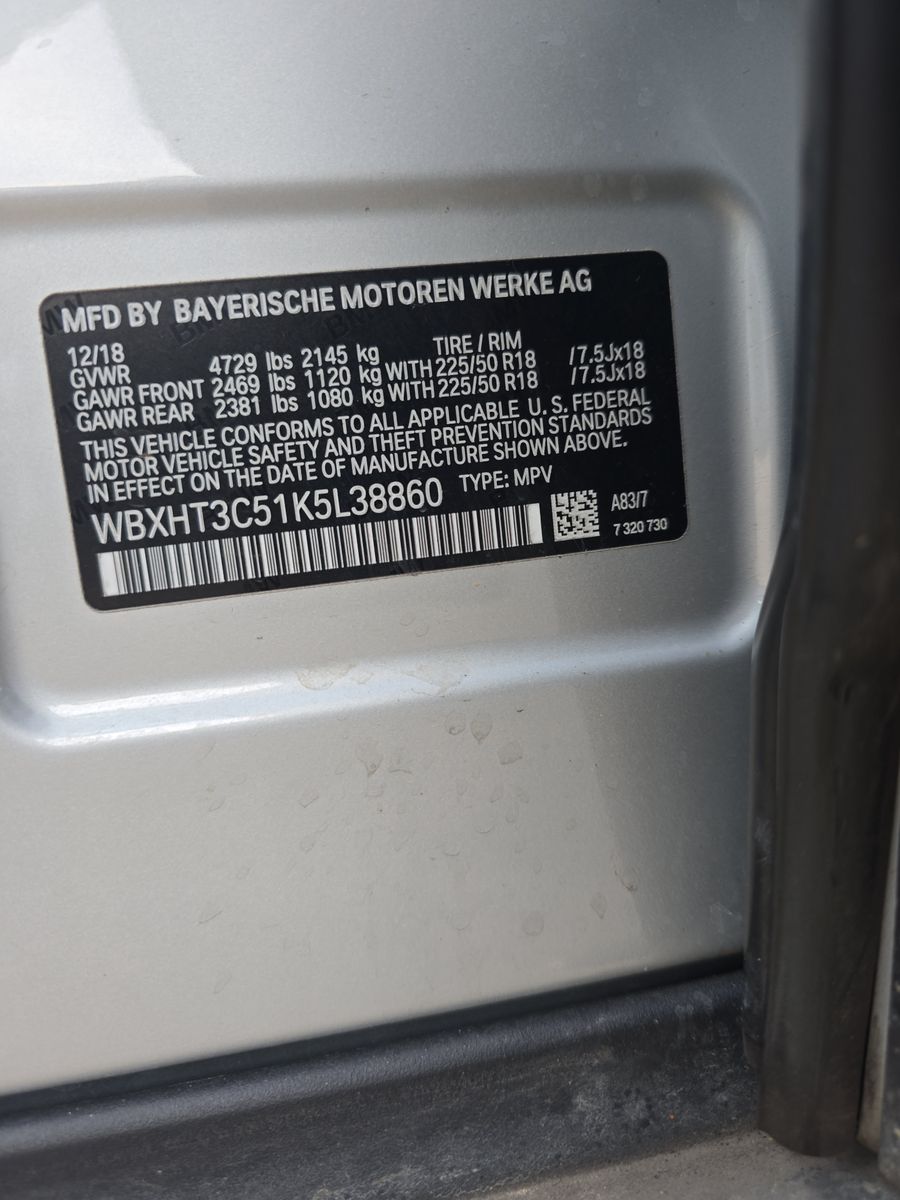 MFD BY BAYERISCHE MOTOREN WERKE AG
12/18 TIRE / RIM
GVWR 4729 lbs 2145 kg
GAWR FRONT 2469 lbs 1120 kg WITH 225/50 R18 /7.5Jx18
GAWR REAR 2381 lbs 1080 kg WITH 225/50 R18 /7.5Jx18
THIS VEHICLE CONFORMS TO ALL APPLICABLE U. S. FEDERAL
MOTOR VEHICLE SAFETY AND THEFT PREVENTION STANDARDS
IN EFFECT ON THE DATE OF MANUFACTURE SHOWN ABOVE.
WBXHT3C51K5L38860 TYPE: MPV
A83/7
7 320 730